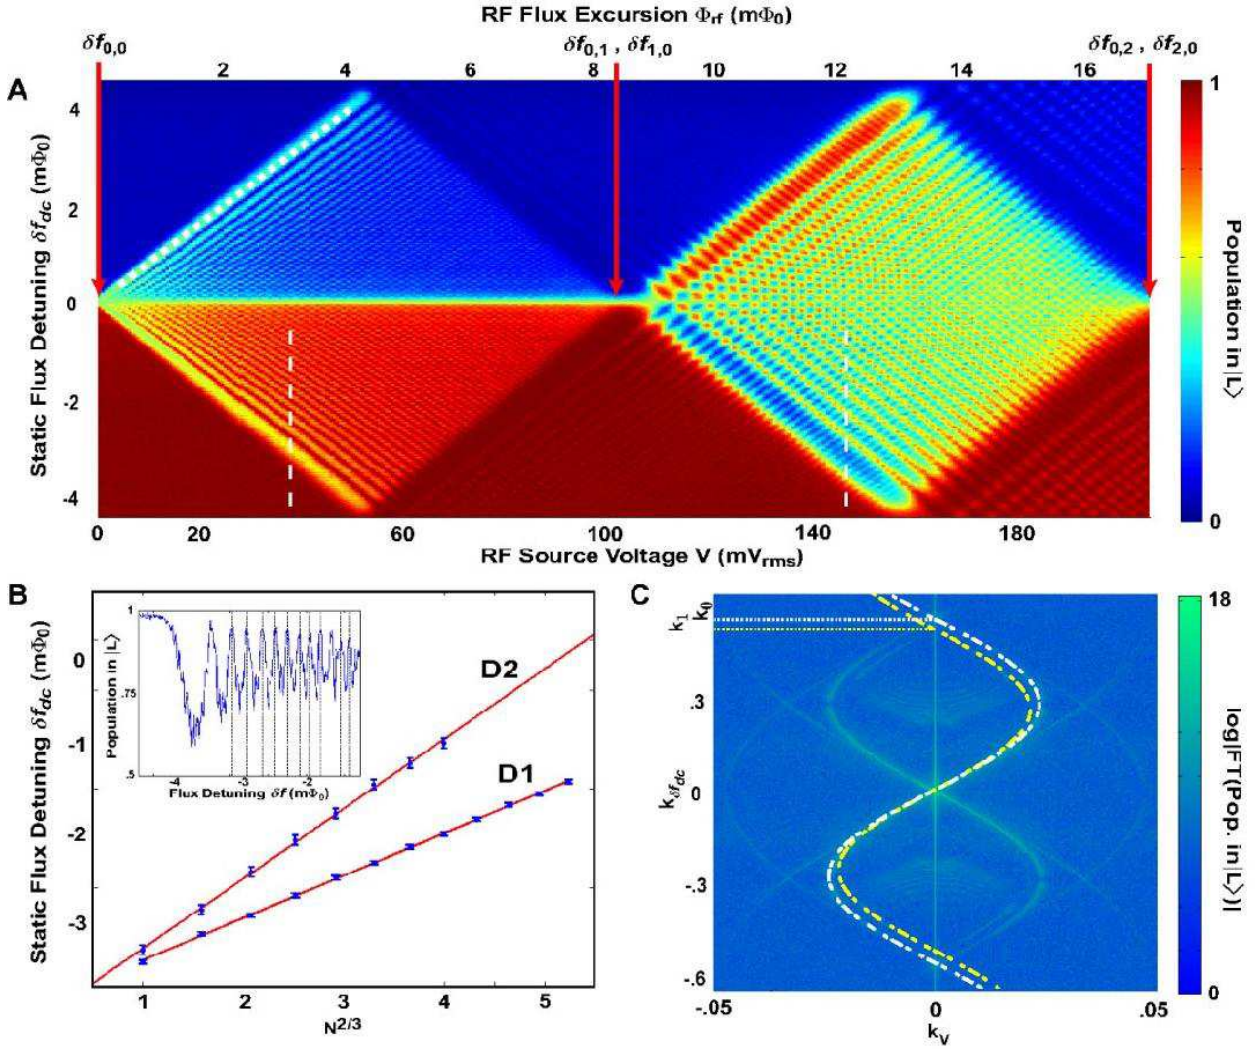 RF Flux Excursion Φrf (mΦ0)
δf0,0
δf0,1 , δf1,0
δf0,2 , δf2,0
2 4 6 8 10 12 14 16
A
Static Flux Detuning δfdc (mΦ0)
4
2
0
-2
-4
0 20 60 100 140 180
RF Source Voltage V (mVrms)
1
Population in|L⟩
0
B
Static Flux Detuning δfdc (mΦ0)
0
-1
-2
-3
1 2 3 4 5
N2/3
D2
D1
Population in |L⟩
1
.75
.5
-4 -3 -2
Flux Detuning δf (mΦ0)
C
k1 k0
kδfdc
.3
0
-.3
-.6
-.05 0 .05
kV
18
log|FT(Pop. in|L⟩)|
0